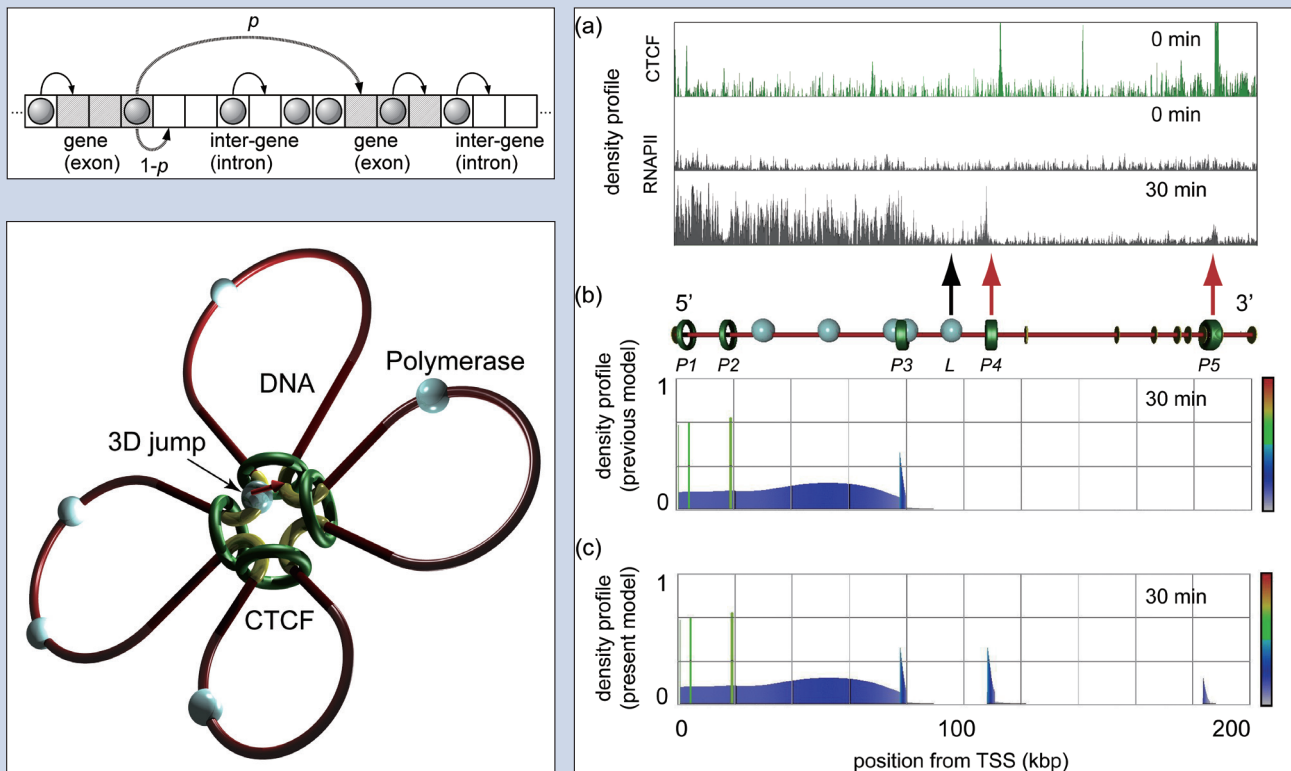 p
... ...
gene inter-gene gene inter-gene
(exon) (intron) (exon) (intron)
1-p
DNA
Polymerase
3D jump
CTCF
(a)
density profile
CTCF
0 min
RNAPII
0 min
30 min
(b)
5’ 3’
P1 P2 P3 L P4 P5
density profile
(previous model)
1
0
30 min
(c)
density profile
(present model)
1
0
30 min
0 100 200
position from TSS (kbp)